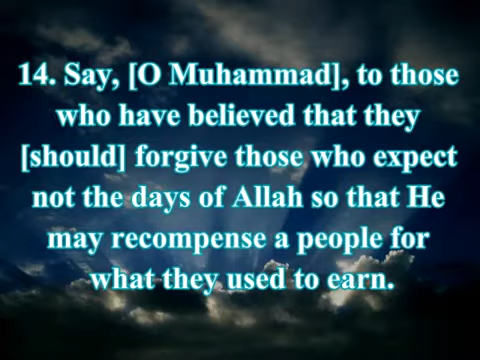 14. Say, [O Muhammad], to those
who have believed that they
[should] forgive those who expect
not the days of Allah so that He
may recompense a people for
what they used to earn.